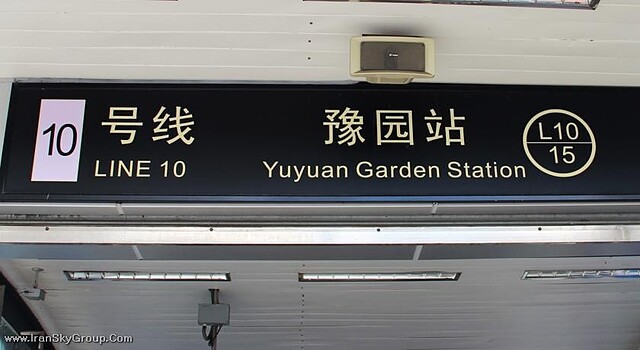 10 号线
LINE 10
豫园站
Yuyuan Garden Station
L10
15
www.IranSkyGroup.Com